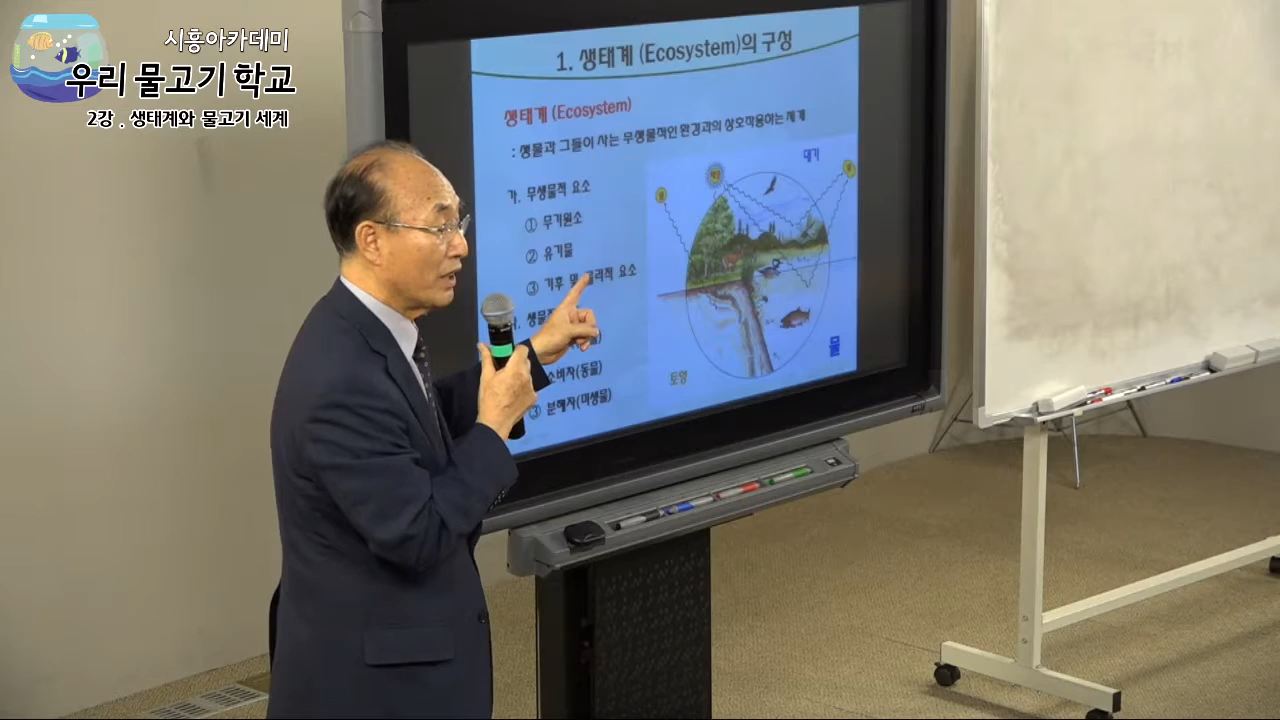 시흥아카데미
우리 물고기 학교
2강 . 생태계와 물고기 세계
1. 생태계 (Ecosystem)의 구성
생태계 (Ecosystem)
: 생물과 그들이 사는 무생물적인 환경과의 상호작용하는 체계
대기
가. 무생물적 요소
① 무기원소
② 유기물
③ 기후 및 물리적 요소
생물
소비자(동물)
③ 분해자(미생물)
물
토양